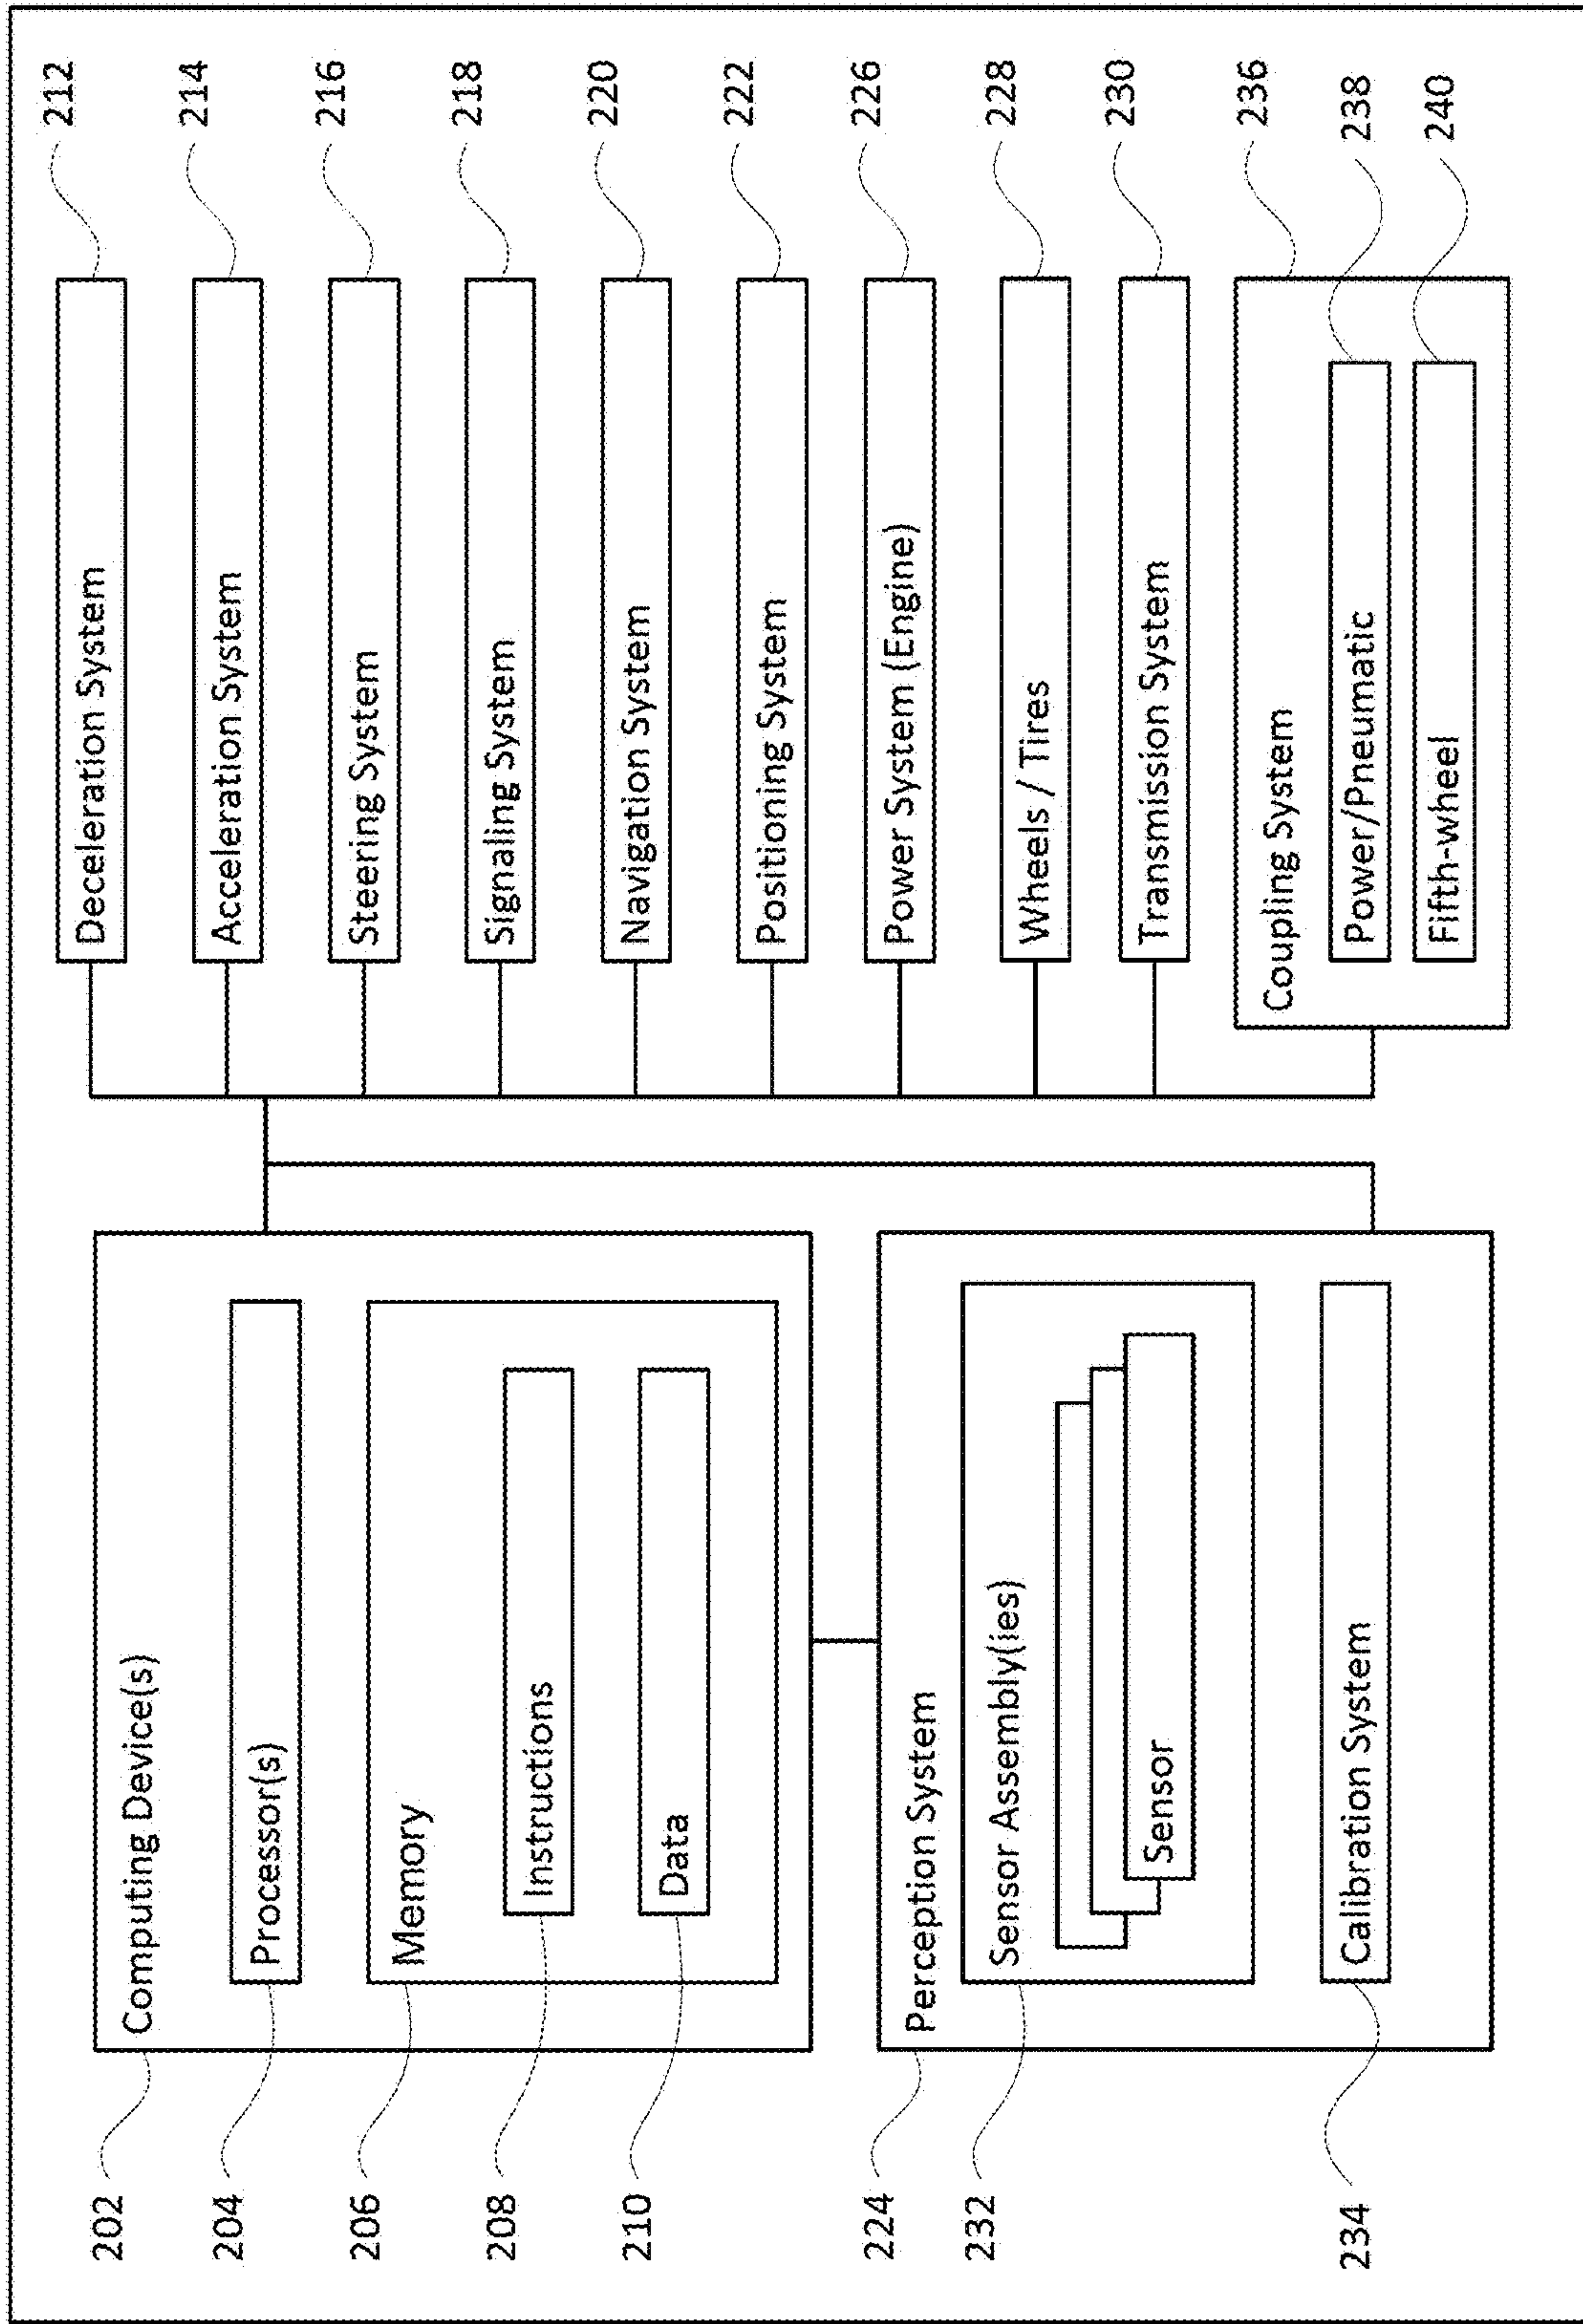 202
Computing Device(s)
204
Processor(s)
206
Memory
208
Instructions
210
Data
224
Perception System
232
Sensor Assembly(ies)
Sensor
234
Calibration System
Deceleration System
212
Acceleration System
214
Steering System
216
Signaling System
218
Navigation System
220
Positioning System
222
Power System (Engine)
226
Wheels / Tires
228
Transmission System
230
Coupling System
236
Power/Pneumatic
238
Fifth-wheel
240